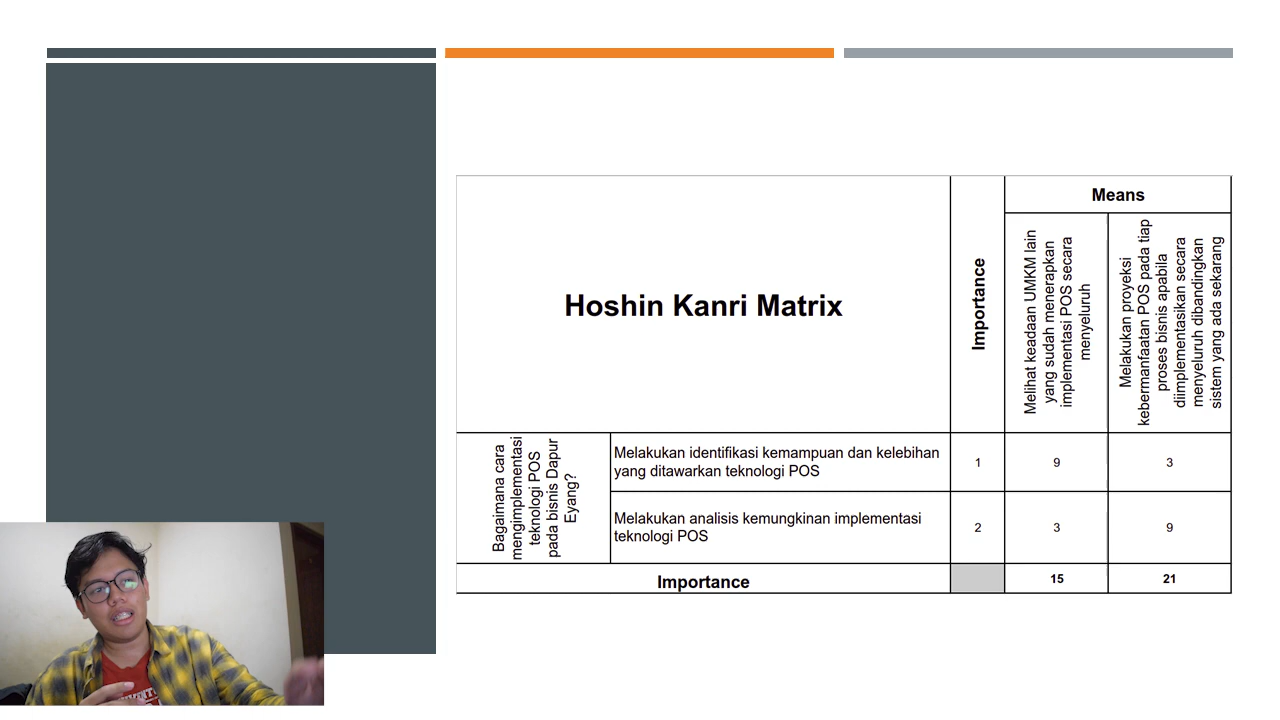 Means
Importance
Melihat keadaan UMKM lain
yang sudah menerapkan
implementasi POS secara
menyeluruh
Melakukan proyeksi
kebermanfaatan POS pada tiap
proses bisnis apabila
diimplementasikan secara
menyeluruh dibandingkan
sistem yang ada sekarang
Hoshin Kanri Matrix
Bagaimana cara
mengimplementasi
teknologi POS
pada bisnis Dapur
Eyang?
Melakukan identifikasi kemampuan dan kelebihan
yang ditawarkan teknologi POS
1
9
3
Melakukan analisis kemungkinan implementasi
teknologi POS
2
3
9
Importance
15
21